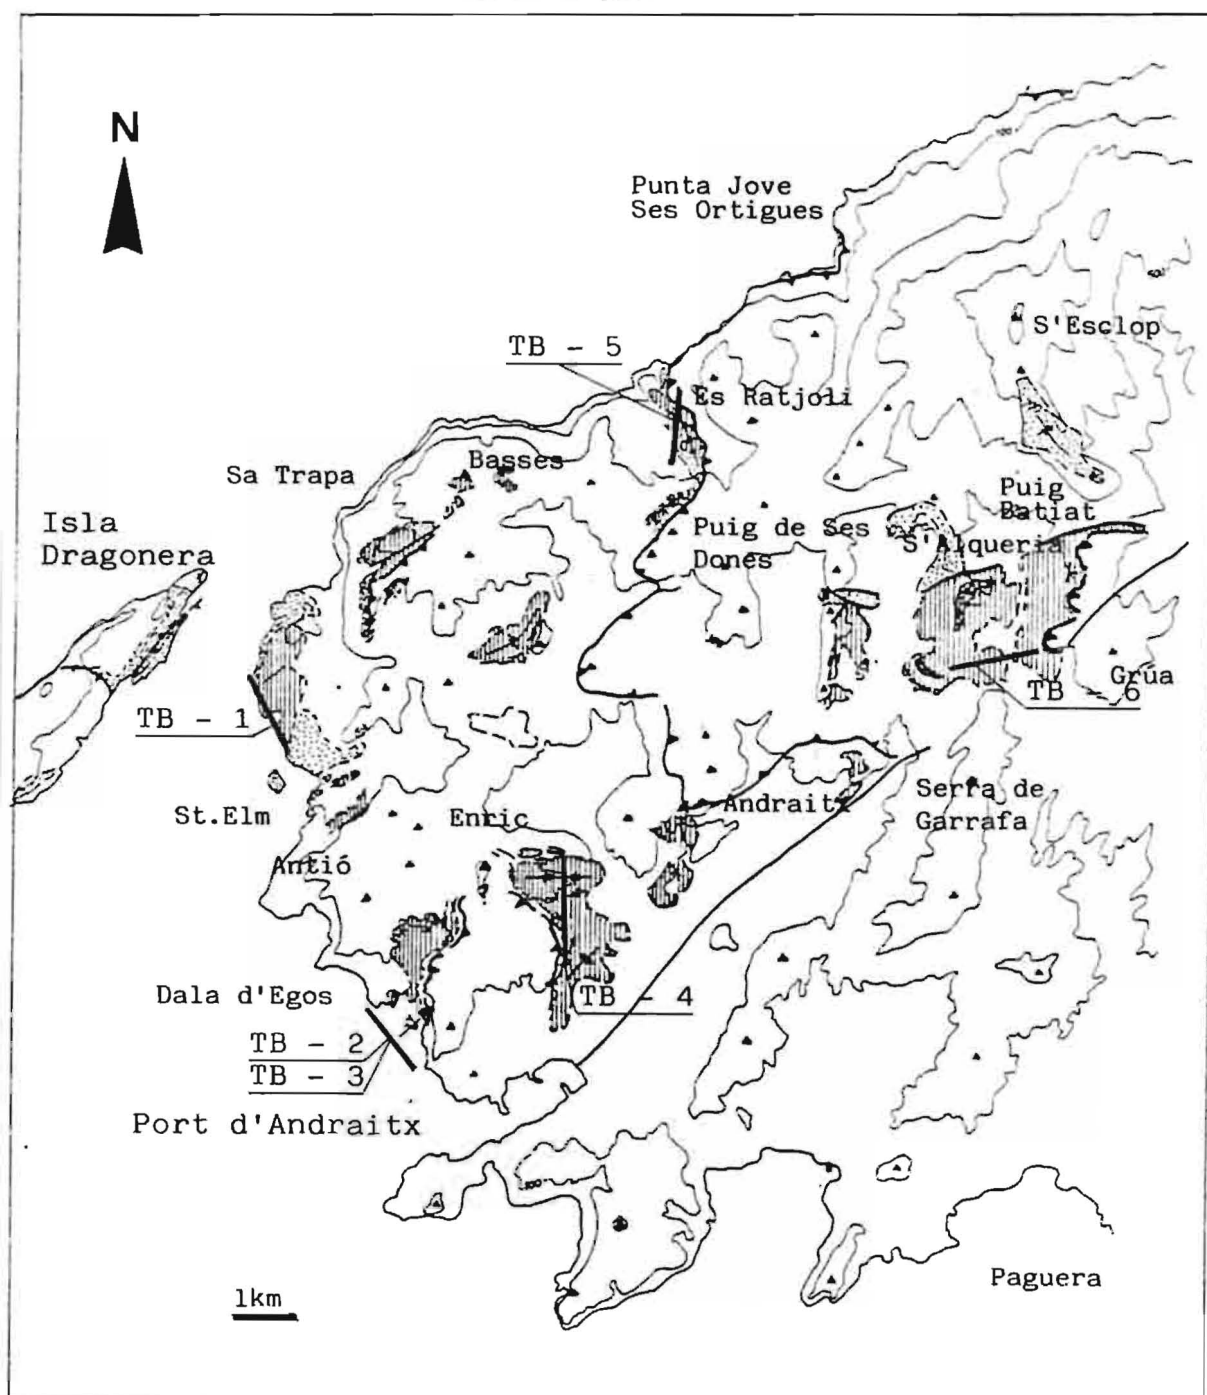 N
Punta Jove
Ses Ortigues
100
S'Esclop
TB - 5
Es Ratjoli
Basses
Sa Trapa
Puig
Batiat
Isla
Dragonera
Puig de Ses
Dones
S'Alqueria
Grúa
TB - 6
TB - 1
St.Elm
Enric
Andraitx
Serra de
Garrafa
Antió
Dala d'Egos
TB - 4
TB - 2
TB - 3
Port d'Andraitx
100
Paguera
1km